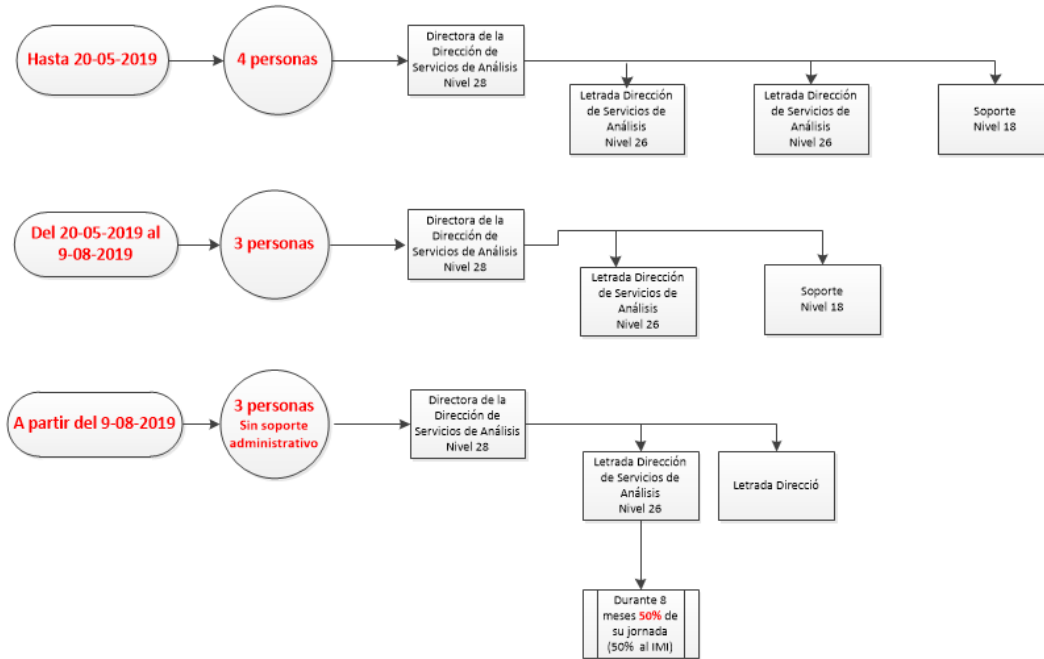 Hasta 20-05-2019
4 personas
Directora de la
Dirección de
Servicios de Análisis
Nivel 28
Letrada Dirección
de Servicios de
Análisis
Nivel 26
Letrada Dirección
de Servicios de
Análisis
Nivel 26
Soporte
Nivel 18
Del 20-05-2019 al
9-08-2019
3 personas
Directora de la
Dirección de
Servicios de Análisis
Nivel 28
Letrada Dirección
de Servicios de
Análisis
Nivel 26
Soporte
Nivel 18
A partir del 9-08-2019
3 personas
Sin soporte
administrativo
Directora de la
Dirección de
Servicios de Análisis
Nivel 28
Letrada Dirección
de Servicios de
Análisis
Nivel 26
Letrada Direcció
Durante 8
meses 50% de
su jornada
(50% al IMI)